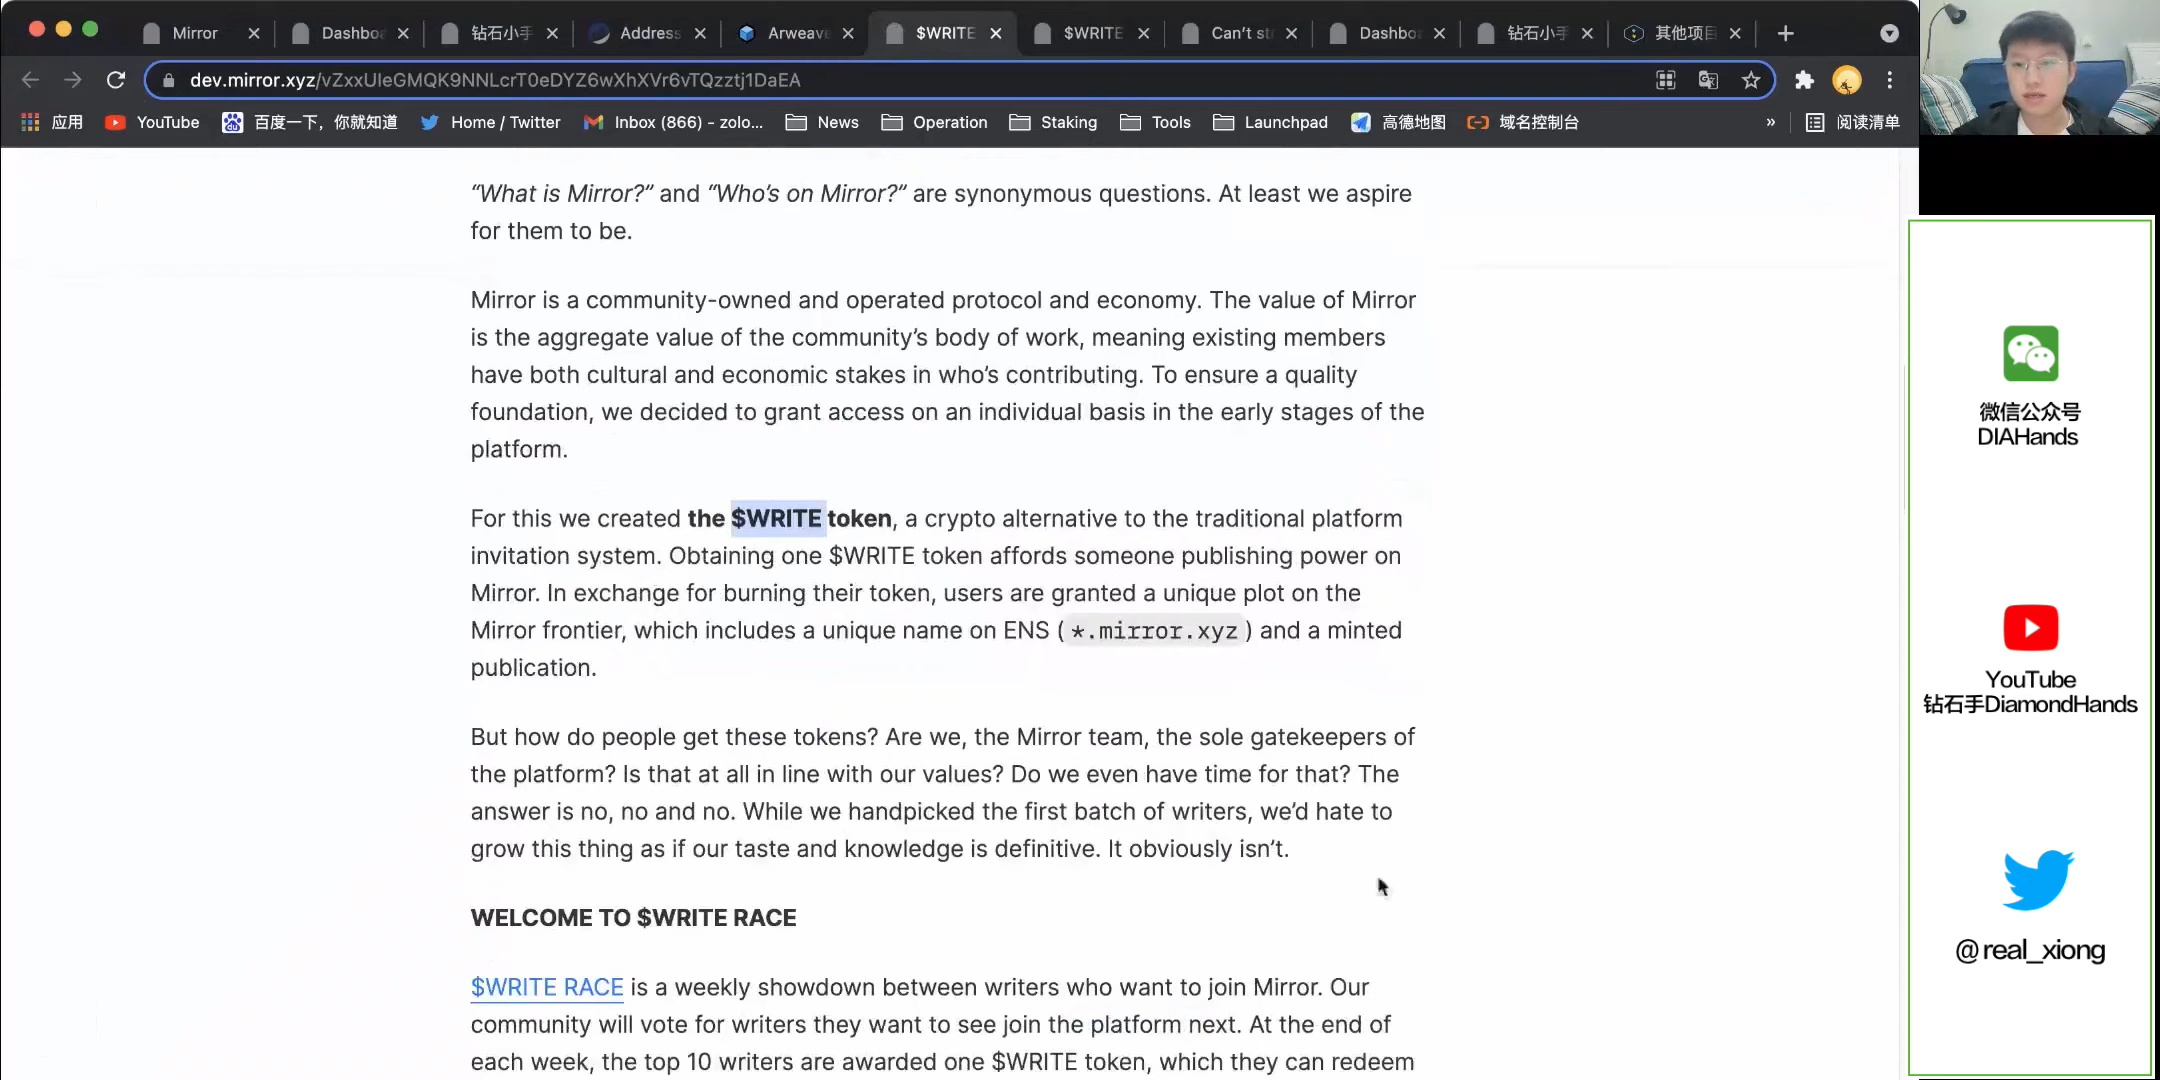 Mirror
Dashbo
钻石小手
Address
Arweave
$WRITE
$WRITE
Can't st
Dashbo
钻石小手
其他项目
dev.mirror.xyz/vZxxUIeGMQK9NNLcrT0eDYZ6wXhXVr6vTQzztj1DaEA
应用
YouTube
百度一下，你就知道
Home / Twitter
Inbox (866) - zolo...
News
Operation
Staking
Tools
Launchpad
高德地图
域名控制台
»
阅读清单
“What is Mirror?” and “Who’s on Mirror?” are synonymous questions. At least we aspire
for them to be.
Mirror is a community-owned and operated protocol and economy. The value of Mirror
is the aggregate value of the community’s body of work, meaning existing members
have both cultural and economic stakes in who’s contributing. To ensure a quality
foundation, we decided to grant access on an individual basis in the early stages of the
platform.
For this we created the $WRITE token, a crypto alternative to the traditional platform
invitation system. Obtaining one $WRITE token affords someone publishing power on
Mirror. In exchange for burning their token, users are granted a unique plot on the
Mirror frontier, which includes a unique name on ENS (*.mirror.xyz) and a minted
publication.
But how do people get these tokens? Are we, the Mirror team, the sole gatekeepers of
the platform? Is that at all in line with our values? Do we even have time for that? The
answer is no, no and no. While we handpicked the first batch of writers, we’d hate to
grow this thing as if our taste and knowledge is definitive. It obviously isn’t.
WELCOME TO $WRITE RACE
$WRITE RACE is a weekly showdown between writers who want to join Mirror. Our
community will vote for writers they want to see join the platform next. At the end of
each week, the top 10 writers are awarded one $WRITE token, which they can redeem
微信公众号
DIAHands
YouTube
钻石手DiamondHands
@real_xiong